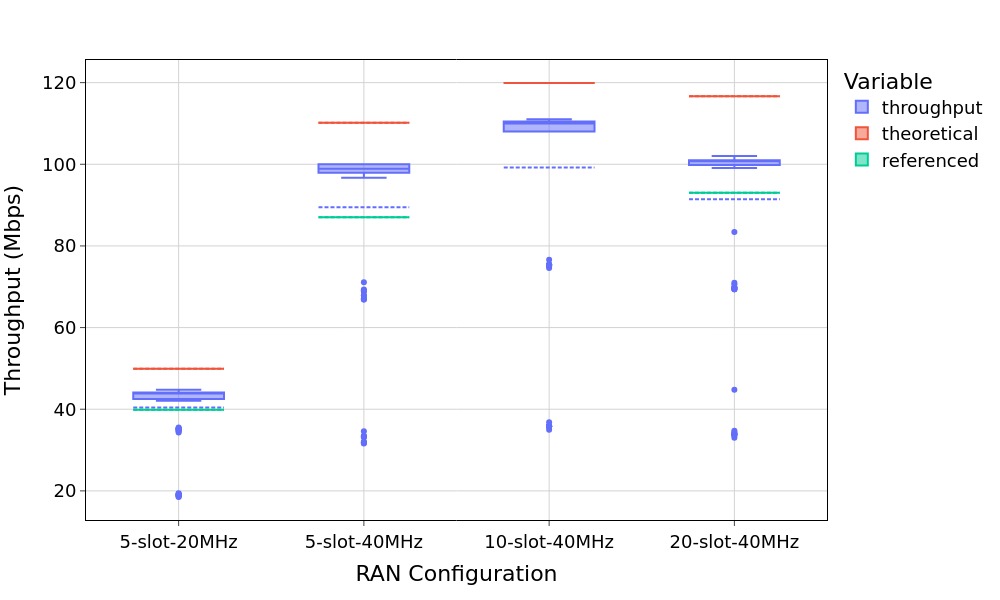 Variable
throughput
theoretical
referenced
Throughput (Mbps)
120
100
80
60
40
20
5-slot-20MHz
5-slot-40MHz
10-slot-40MHz
20-slot-40MHz
RAN Configuration